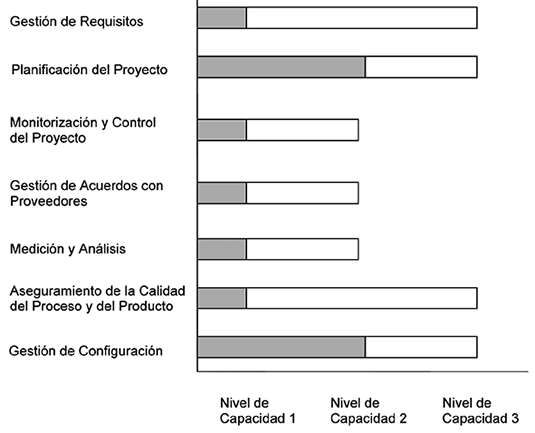 Gestión de Requisitos
Planificación del Proyecto
Monitorización y Control
del Proyecto
Gestión de Acuerdos con
Proveedores
Medición y Análisis
Aseguramiento de la Calidad
del Proceso y del Producto
Gestión de Configuración
Nivel de
Capacidad 1
Nivel de
Capacidad 2
Nivel de
Capacidad 3